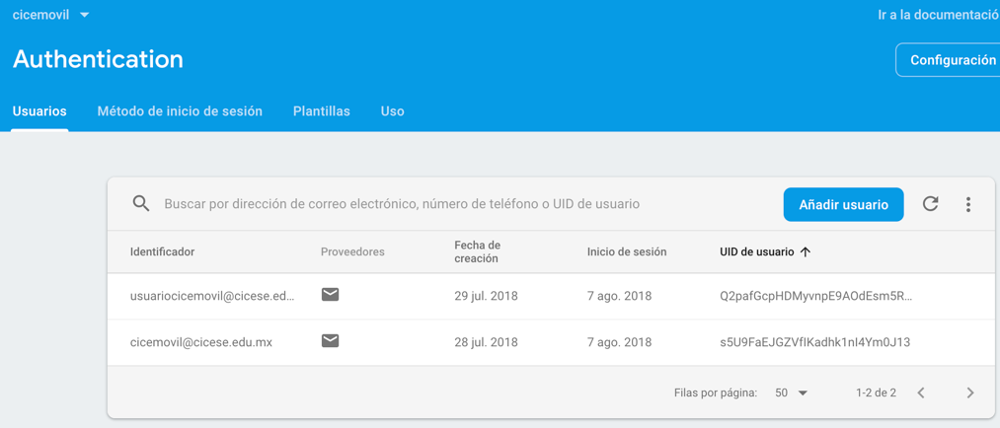 cicemovil
Ir a la documentació
Authentication
Configuración
Usuarios Método de inicio de sesión Plantillas Uso
Buscar por dirección de correo electrónico, número de teléfono o UID de usuario
Añadir usuario
Identificador Proveedores Fecha de creación Inicio de sesión UID de usuario
usuariocicemovil@cicese.ed... 29 jul. 2018 7 ago. 2018 Q2pafGcpHDMyvnpE9AOdEsm5R...
cicemovil@cicese.edu.mx 28 jul. 2018 7 ago. 2018 s5U9FaEJGZVfIKadhk1nI4Ym0J13
Filas por página: 50 1-2 de 2